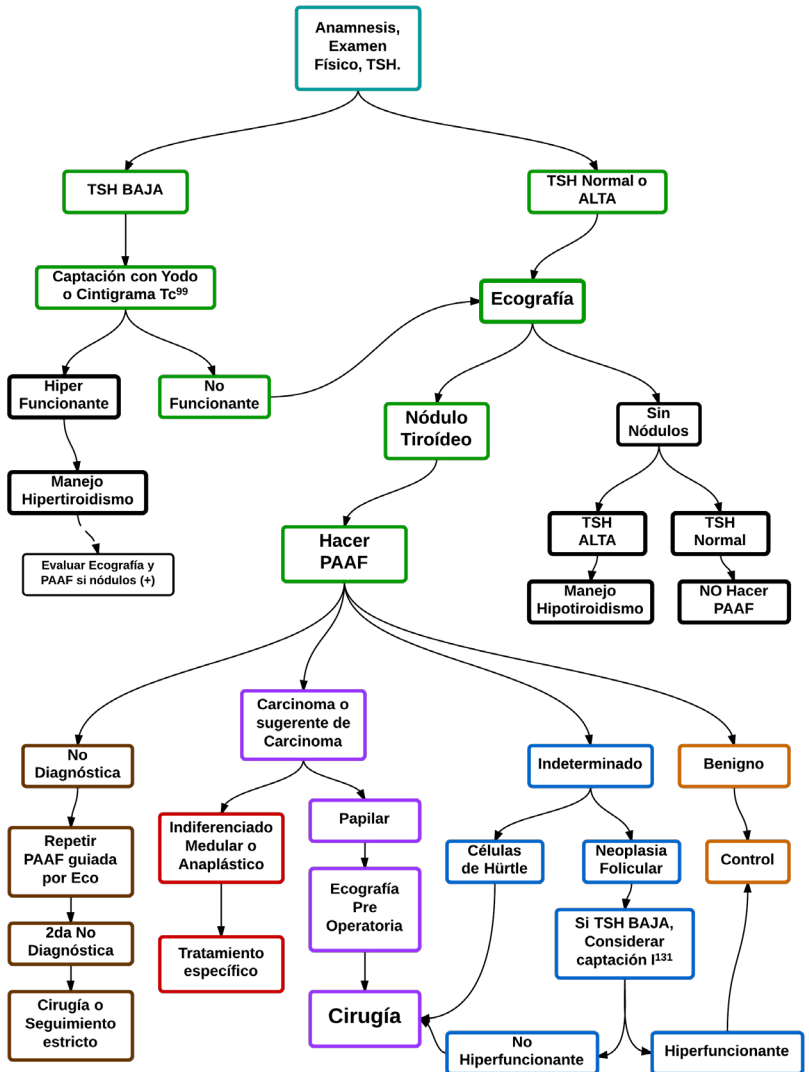 Anamnesis,
Examen
Físico, TSH.
TSH BAJA
TSH Normal o
ALTA
Captación con Yodo
o Cintigrama Tc⁹⁹
Ecografía
Hiper
Funcionante
No
Funcionante
Nódulo
Tiroídeo
Sin
Nódulos
Manejo
Hipertiroidismo
Evaluar Ecografía y
PAAF si nódulos (+)
Hacer
PAAF
TSH
ALTA
TSH
Normal
Manejo
Hipotiroidismo
NO Hacer
PAAF
No
Diagnóstica
Carcinoma o
sugerente de
Carcinoma
Indeterminado
Benigno
Repetir
PAAF guiada
por Eco
Indiferenciado
Medular o
Anaplástico
Papilar
Células
de Hürtle
Neoplasia
Folicular
Control
2da No
Diagnóstica
Ecografía
Pre
Operatoria
Si TSH BAJA,
Considerar
captación I¹³¹
Tratamiento
específico
Cirugía o
Seguimiento
estricto
Cirugía
No
Hiperfuncionante
Hiperfuncionante